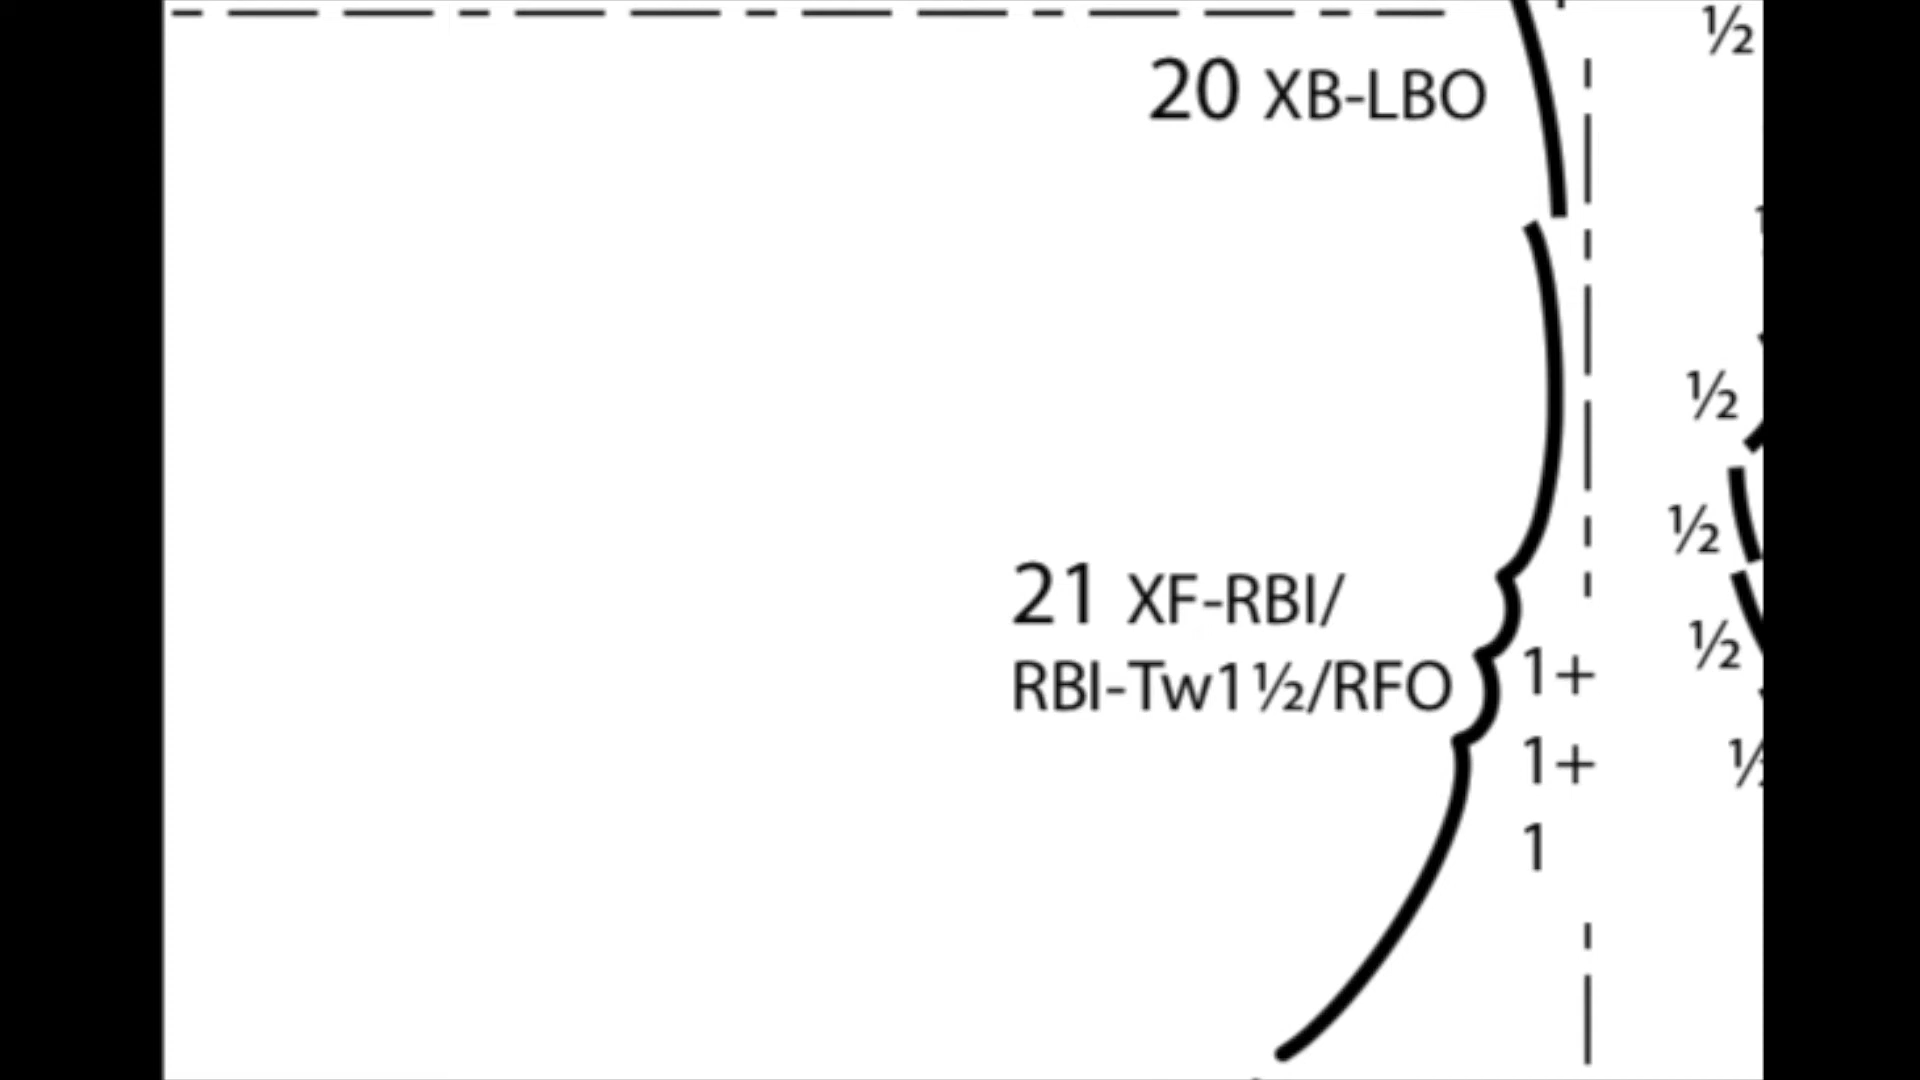 ½
20 XB-LBO
½
½
21 XF-RBI/
½
RBI-Tw1½/RFO
1+
1+
1